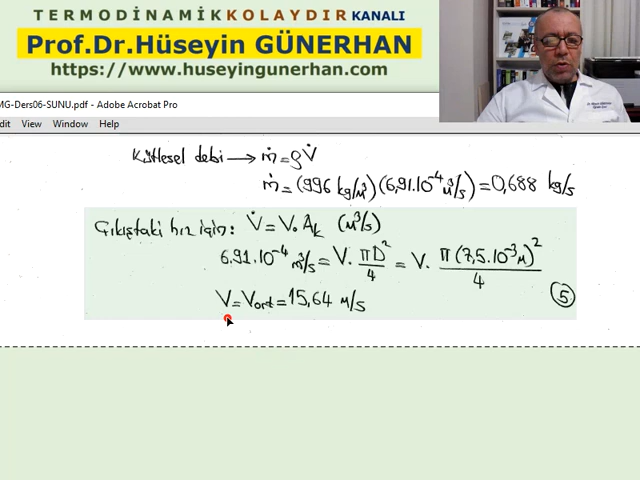 TERMODİNAMİKKOLAYDIR KANALI
Prof.Dr.Hüseyin GÜNERHAN
https://www.huseyingunerhan.com
MG-Ders06-SUNU.pdf - Adobe Acrobat Pro
dit View Window Help
Kütlesel debi → ṁ = ρV̇
ṁ = (996 kg/m³)(6,91.10⁻⁴ m³/s) = 0,688 kg/s
Çıkıştaki hız için: V̇ = V. Aₖ (m³/s)
6.91.10⁻⁴ m³/s = V. πD²/4 = V. π(7,5.10⁻³ m)²/4
V = Vort = 15,64 m/s
5